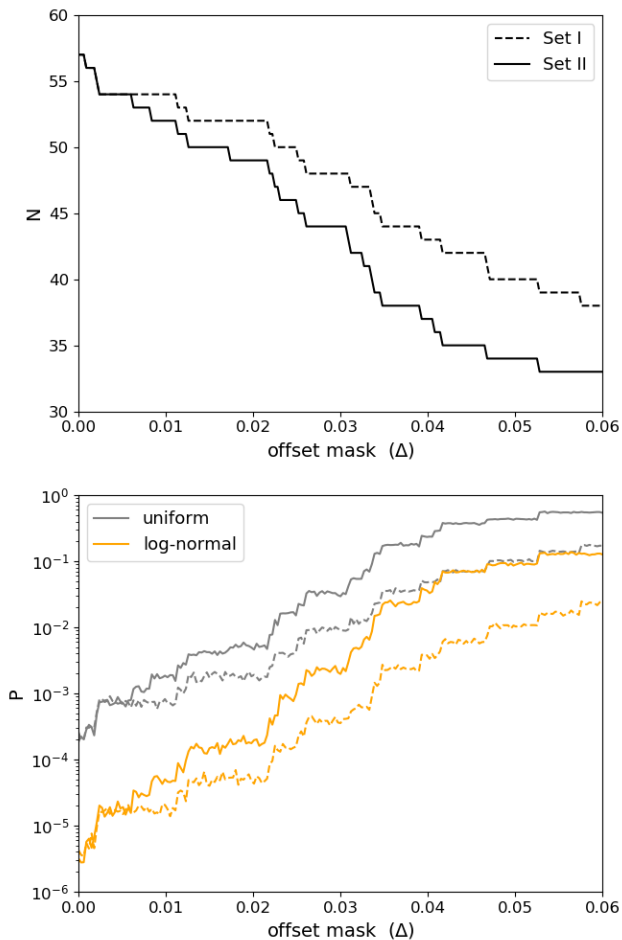 60
55
50
45
40
35
30
N
Set I
Set II
0.00 0.01 0.02 0.03 0.04 0.05 0.06
offset mask (Δ)
10^0
10^-1
10^-2
10^-3
10^-4
10^-5
10^-6
P
uniform
log-normal
0.00 0.01 0.02 0.03 0.04 0.05 0.06
offset mask (Δ)